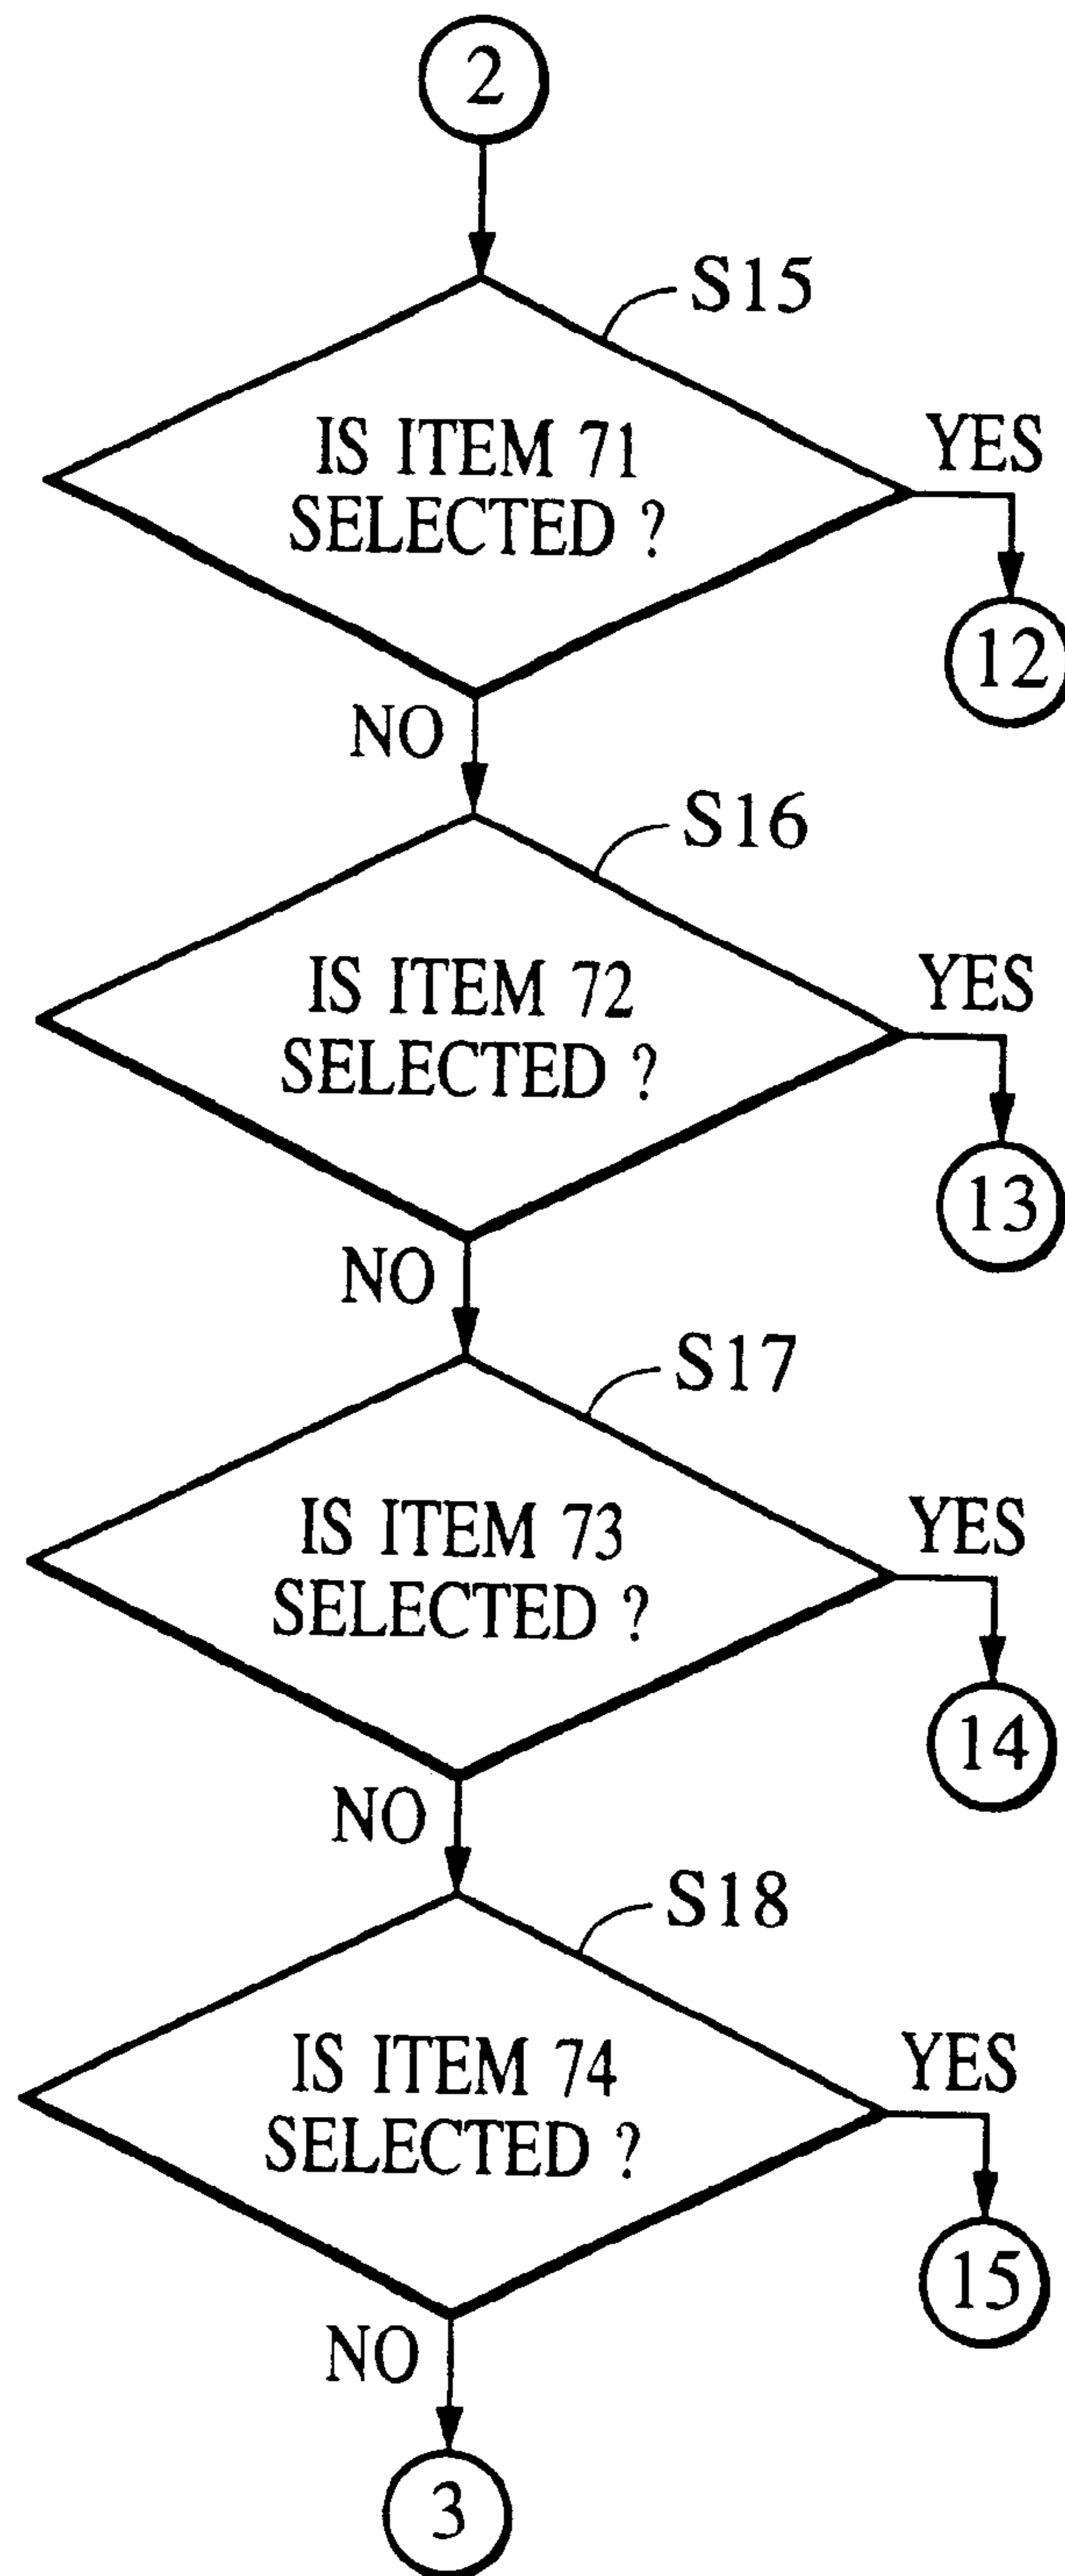 2
S15
IS ITEM 71
SELECTED ?
YES
12
NO
S16
IS ITEM 72
SELECTED ?
YES
13
NO
S17
IS ITEM 73
SELECTED ?
YES
14
NO
S18
IS ITEM 74
SELECTED ?
YES
15
NO
3